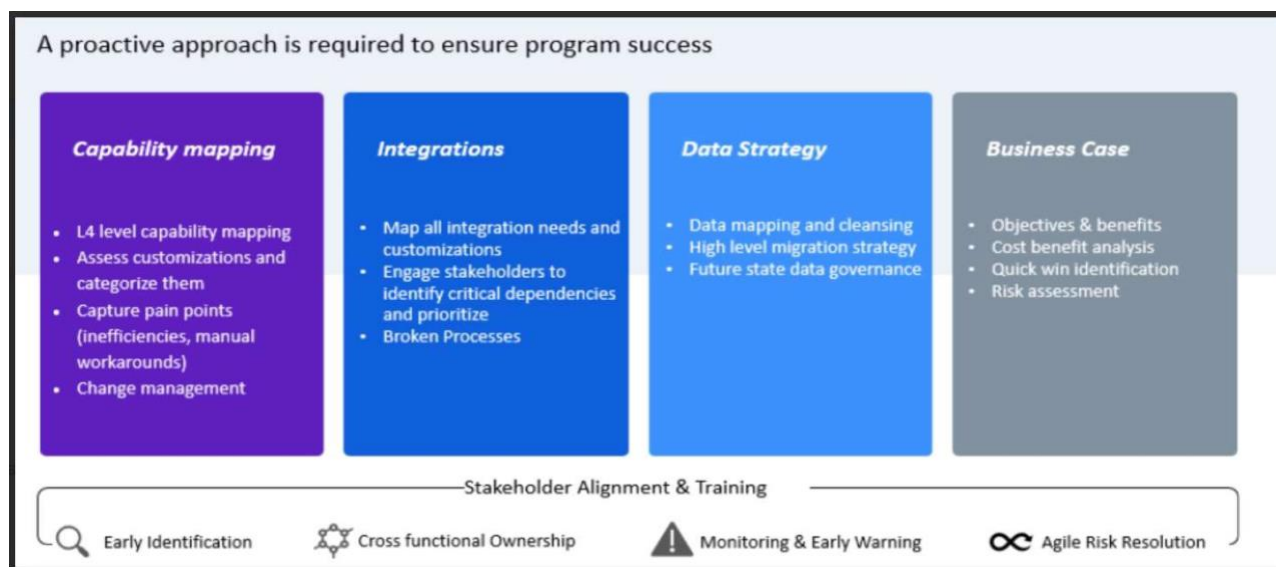 A proactive approach is required to ensure program success
Capability mapping
• L4 level capability mapping
• Assess customizations and
categorize them
• Capture pain points
(inefficiencies, manual
workarounds)
• Change management
Integrations
• Map all integration needs and
customizations
• Engage stakeholders to
identify critical dependencies
and prioritize
• Broken Processes
Data Strategy
• Data mapping and cleansing
• High level migration strategy
• Future state data governance
Business Case
• Objectives & benefits
• Cost benefit analysis
• Quick win identification
• Risk assessment
Stakeholder Alignment & Training
Early Identification
Cross functional Ownership
Monitoring & Early Warning
Agile Risk Resolution